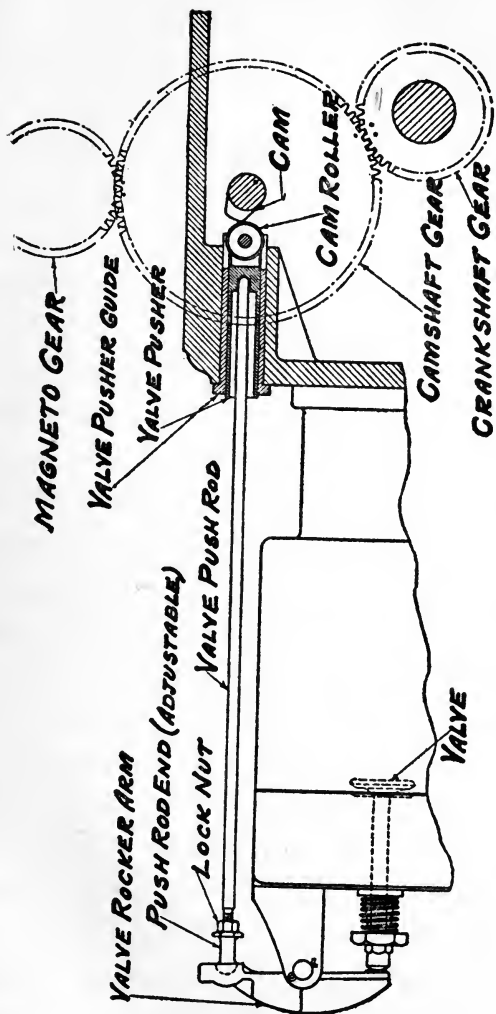 MAGNETO GEAR
VALVE PUSHER GUIDE
VALVE PUSHER
CAM
CAM ROLLER
CAMSHAFT GEAR
CRANKSHAFT GEAR
VALVE ROCKER ARM
PUSH ROD END (ADJUSTABLE)
LOCK NUT
VALVE PUSH ROD
VALVE